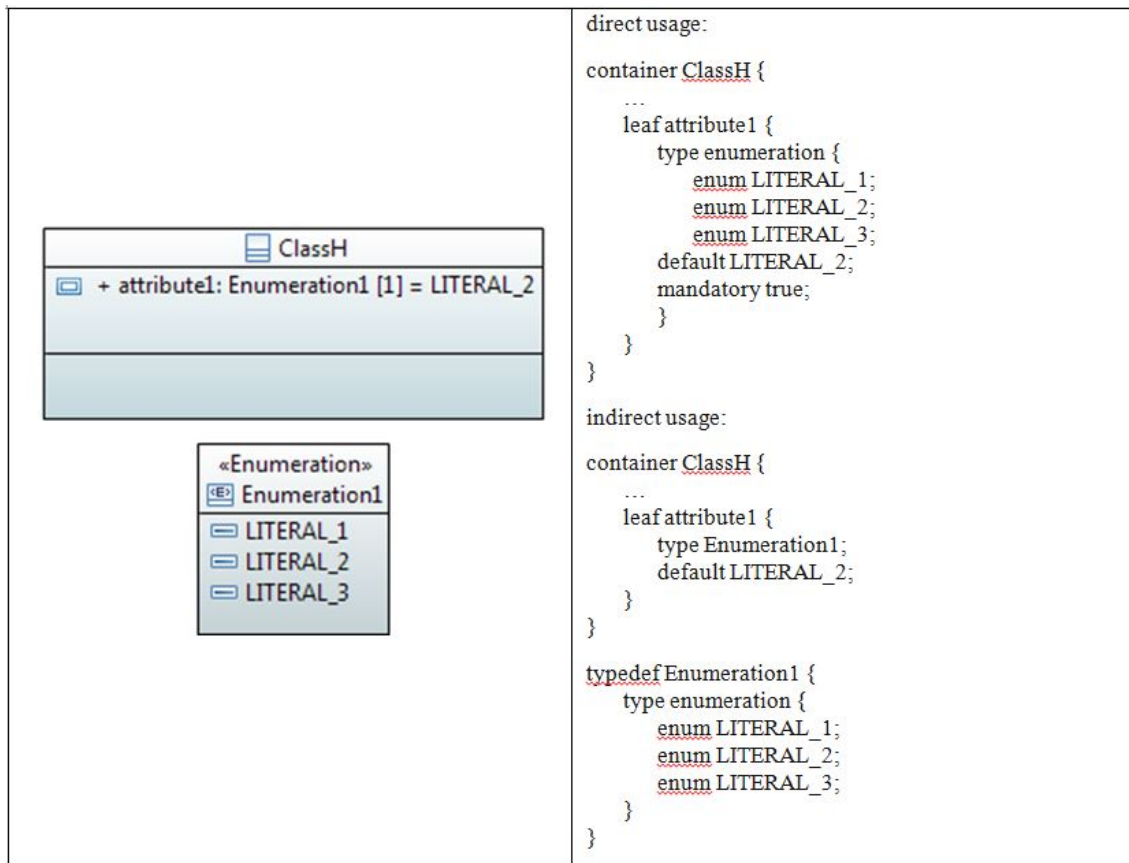 ClassH
+ attribute1: Enumeration1 [1] = LITERAL_2
«Enumeration»
Enumeration1
LITERAL_1
LITERAL_2
LITERAL_3
direct usage:
container ClassH {
...
leaf attribute1 {
type enumeration {
enum LITERAL_1;
enum LITERAL_2;
enum LITERAL_3;
default LITERAL_2;
mandatory true;
}
}
}
indirect usage:
container ClassH {
...
leaf attribute1 {
type Enumeration1;
default LITERAL_2;
}
}
typedef Enumeration1 {
type enumeration {
enum LITERAL_1;
enum LITERAL_2;
enum LITERAL_3;
}
}